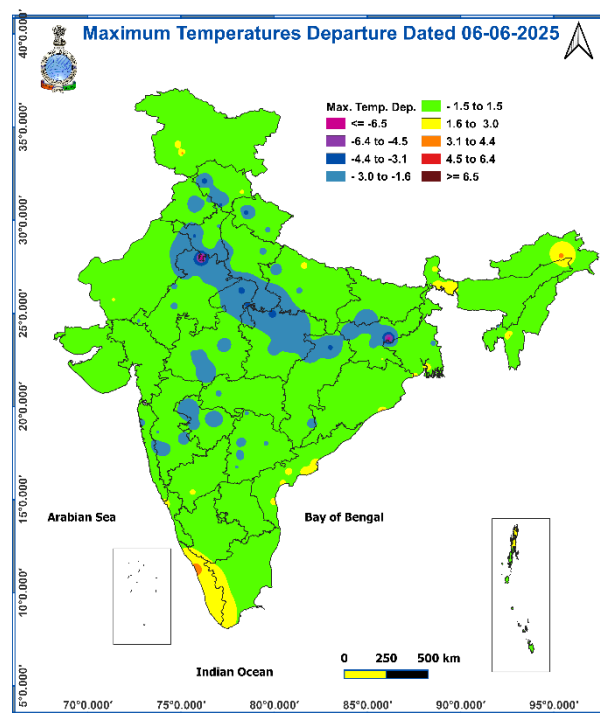 Maximum Temperatures Departure Dated 06-06-2025
Max. Temp. Dep.
<= -6.5
-6.4 to -4.5
-4.4 to -3.1
- 3.0 to -1.6
- 1.5 to 1.5
1.6 to 3.0
3.1 to 4.4
4.5 to 6.4
>= 6.5
40°0.000'
35°0.000'
30°0.000'
25°0.000'
20°0.000'
15°0.000'
10°0.000'
5°0.000'
Arabian Sea
Bay of Bengal
Indian Ocean
0 250 500 km
70°0.000' 75°0.000' 80°0.000' 85°0.000' 90°0.000' 95°0.000'